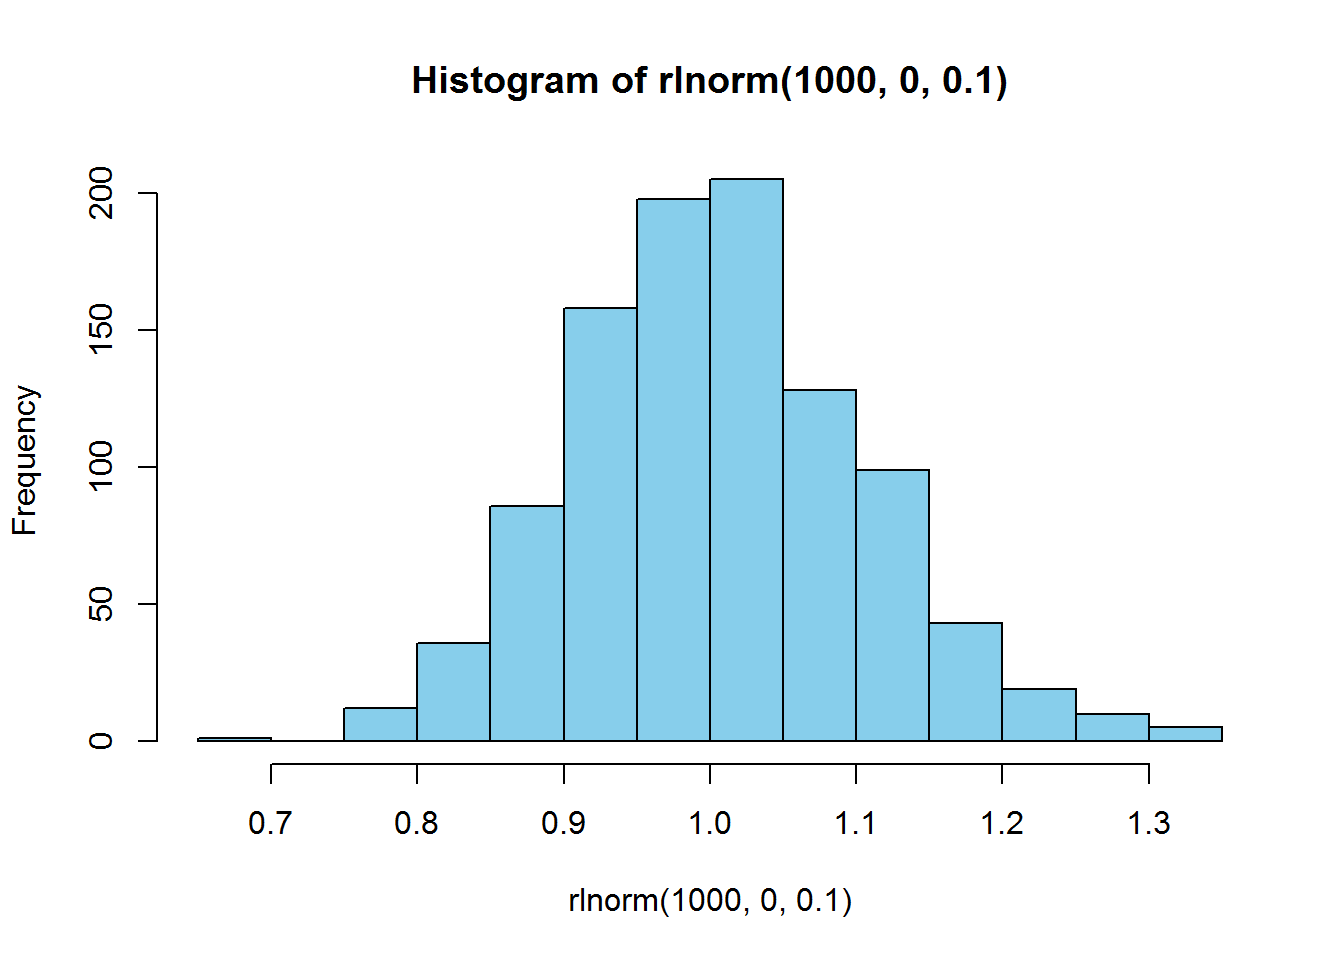 Histogram of rlnorm(1000, 0, 0.1)
Frequency
200
150
100
50
0
0.7 0.8 0.9 1.0 1.1 1.2 1.3
rlnorm(1000, 0, 0.1)